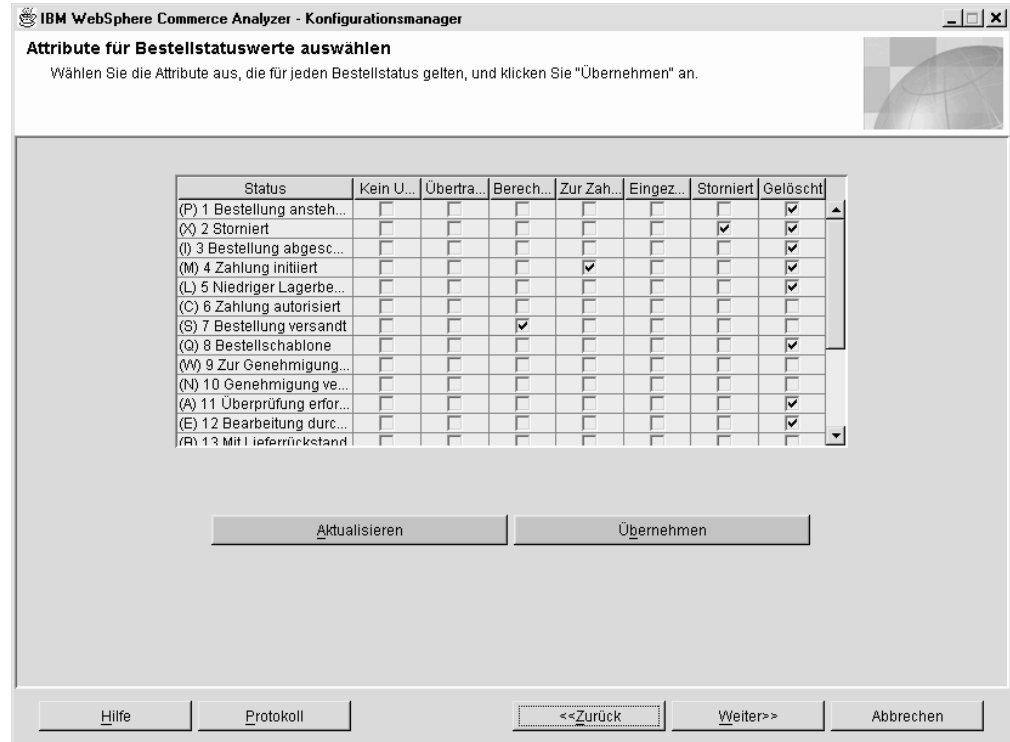 IBM WebSphere Commerce Analyzer - Konfigurationsmanager
Attribute für Bestellstatuswerte auswählen
Wählen Sie die Attribute aus, die für jeden Bestellstatus gelten, und klicken Sie "Übernehmen" an.
Status Kein U... Übertra... Berech... Zur Zah... Eingez... Storniert Gelöscht
(P) 1 Bestellung ansteh...
(X) 2 Storniert
(I) 3 Bestellung abgesc...
(M) 4 Zahlung initiiert
(L) 5 Niedriger Lagerbe...
(C) 6 Zahlung autorisiert
(S) 7 Bestellung versandt
(Q) 8 Bestellschablone
(W) 9 Zur Genehmigung...
(N) 10 Genehmigung ve...
(A) 11 Überprüfung erfor...
(E) 12 Bearbeitung durc...
(B) 13 Mit Lieferrückstand
Aktualisieren Übernehmen
Hilfe Protokoll <<Zurück Weiter>> Abbrechen